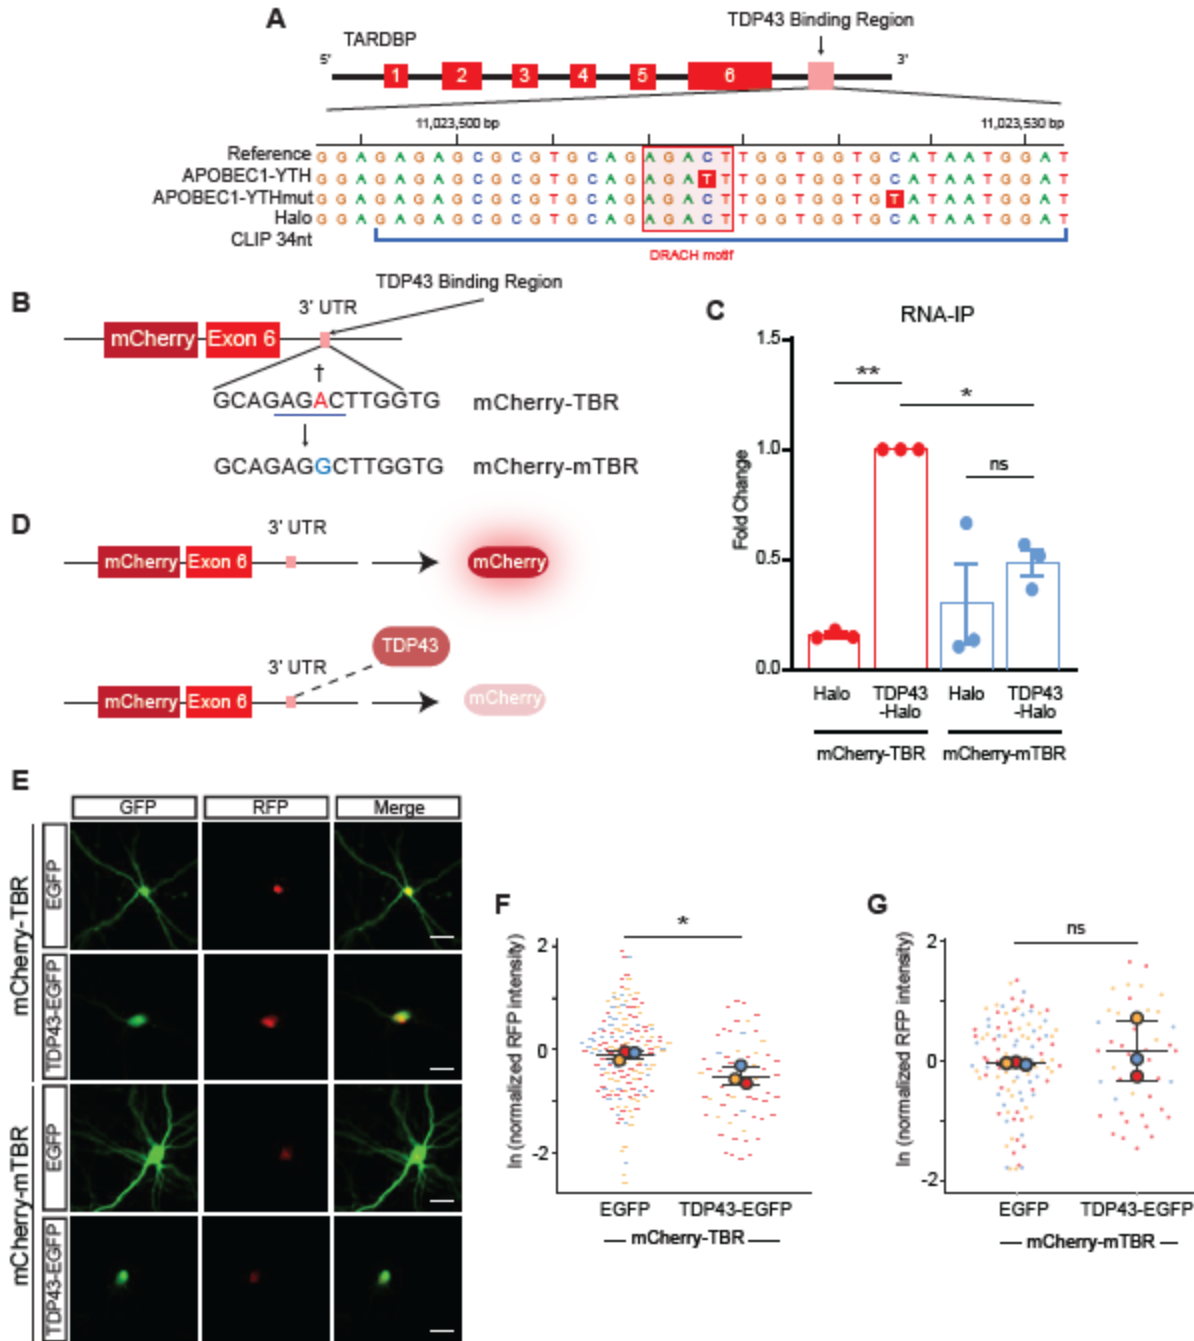 A
TDP43 Binding Region
TARDBP
5'
3'
1 2 3 4 5 6
11,023,500 bp 11,023,530 bp
Reference G G A G A G A G C G C G T G C A G A G A C T T G G T G G T G C A T A A T G G A T
APOBEC1-YTH G G A G A G A G C G C G T G C A G A G A T T T G G T G G T G C A T A A T G G A T
APOBEC1-YTHmut G G A G A G A G C G C G T G C A G A G A C T T G G T G G T G T A T A A T G G A T
Halo G G A G A G A G C G C G T G C A G A G A C T T G G T G G T G C A T A A T G G A T
CLIP 34nt
DRACH motif
B
TDP43 Binding Region
3' UTR
mCherry Exon 6
†
GCAGAGACTTGGTG mCherry-TBR
GCAGAGGCTTGGTG mCherry-mTBR
C
RNA-IP
Fold Change
1.5
1.0
0.5
0.0
**
*
ns
Halo TDP43 Halo TDP43
-Halo -Halo
mCherry-TBR mCherry-mTBR
D
3' UTR
mCherry Exon 6 mCherry
TDP43
3' UTR
mCherry Exon 6 mCherry
E
GFP RFP Merge
mCherry-TBR
EGFP
TDP43-EGFP
mCherry-mTBR
EGFP
TDP43-EGFP
F
*
ln (normalized RFP intensity)
2
0
-2
EGFP TDP43-EGFP
mCherry-TBR
G
ns
ln (normalized RFP intensity)
2
0
-2
EGFP TDP43-EGFP
mCherry-mTBR